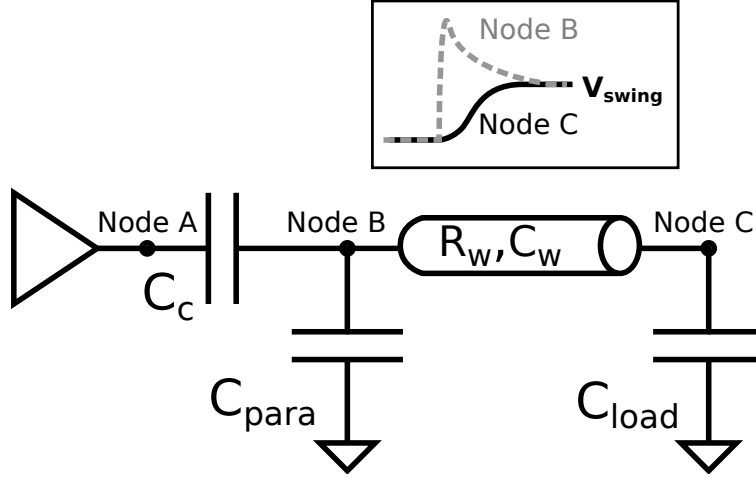 Node B
V_swing
Node C
Node A
Node B
Node C
R_w,C_w
C_c
C_para
C_load